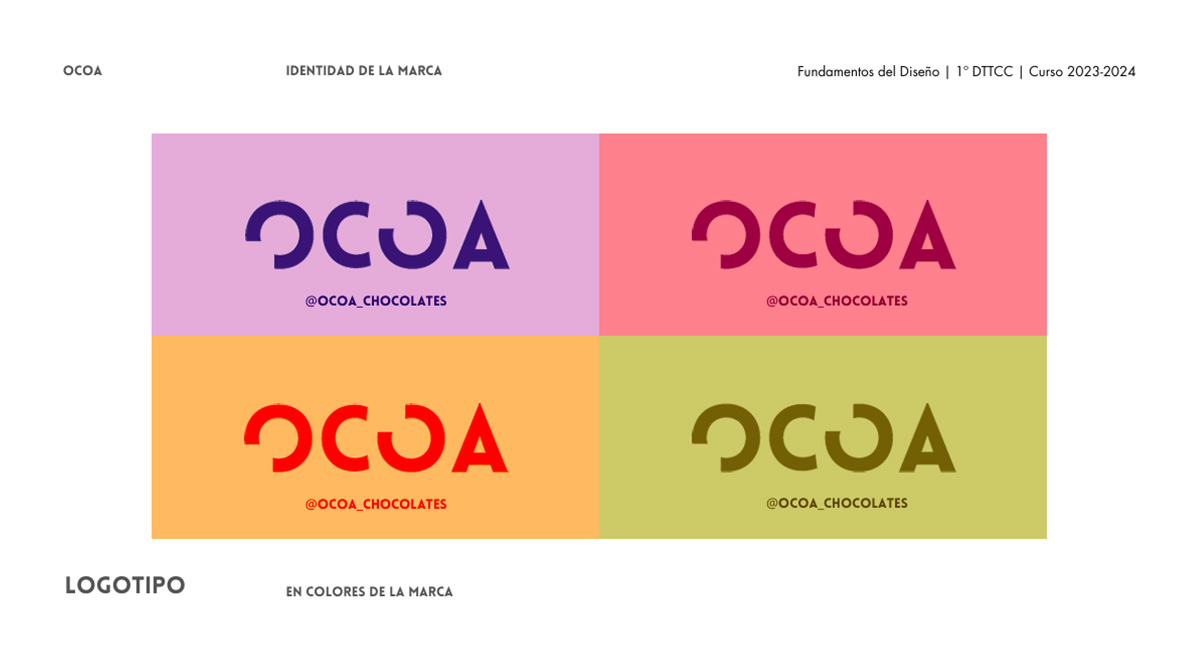 OCOA
IDENTIDAD DE LA MARCA
Fundamentos del Diseño | 1º DTTCC | Curso 2023-2024
OCOA
@OCOA_CHOCOLATES
OCOA
@OCOA_CHOCOLATES
OCOA
@OCOA_CHOCOLATES
OCOA
@OCOA_CHOCOLATES
LOGOTIPO
EN COLORES DE LA MARCA